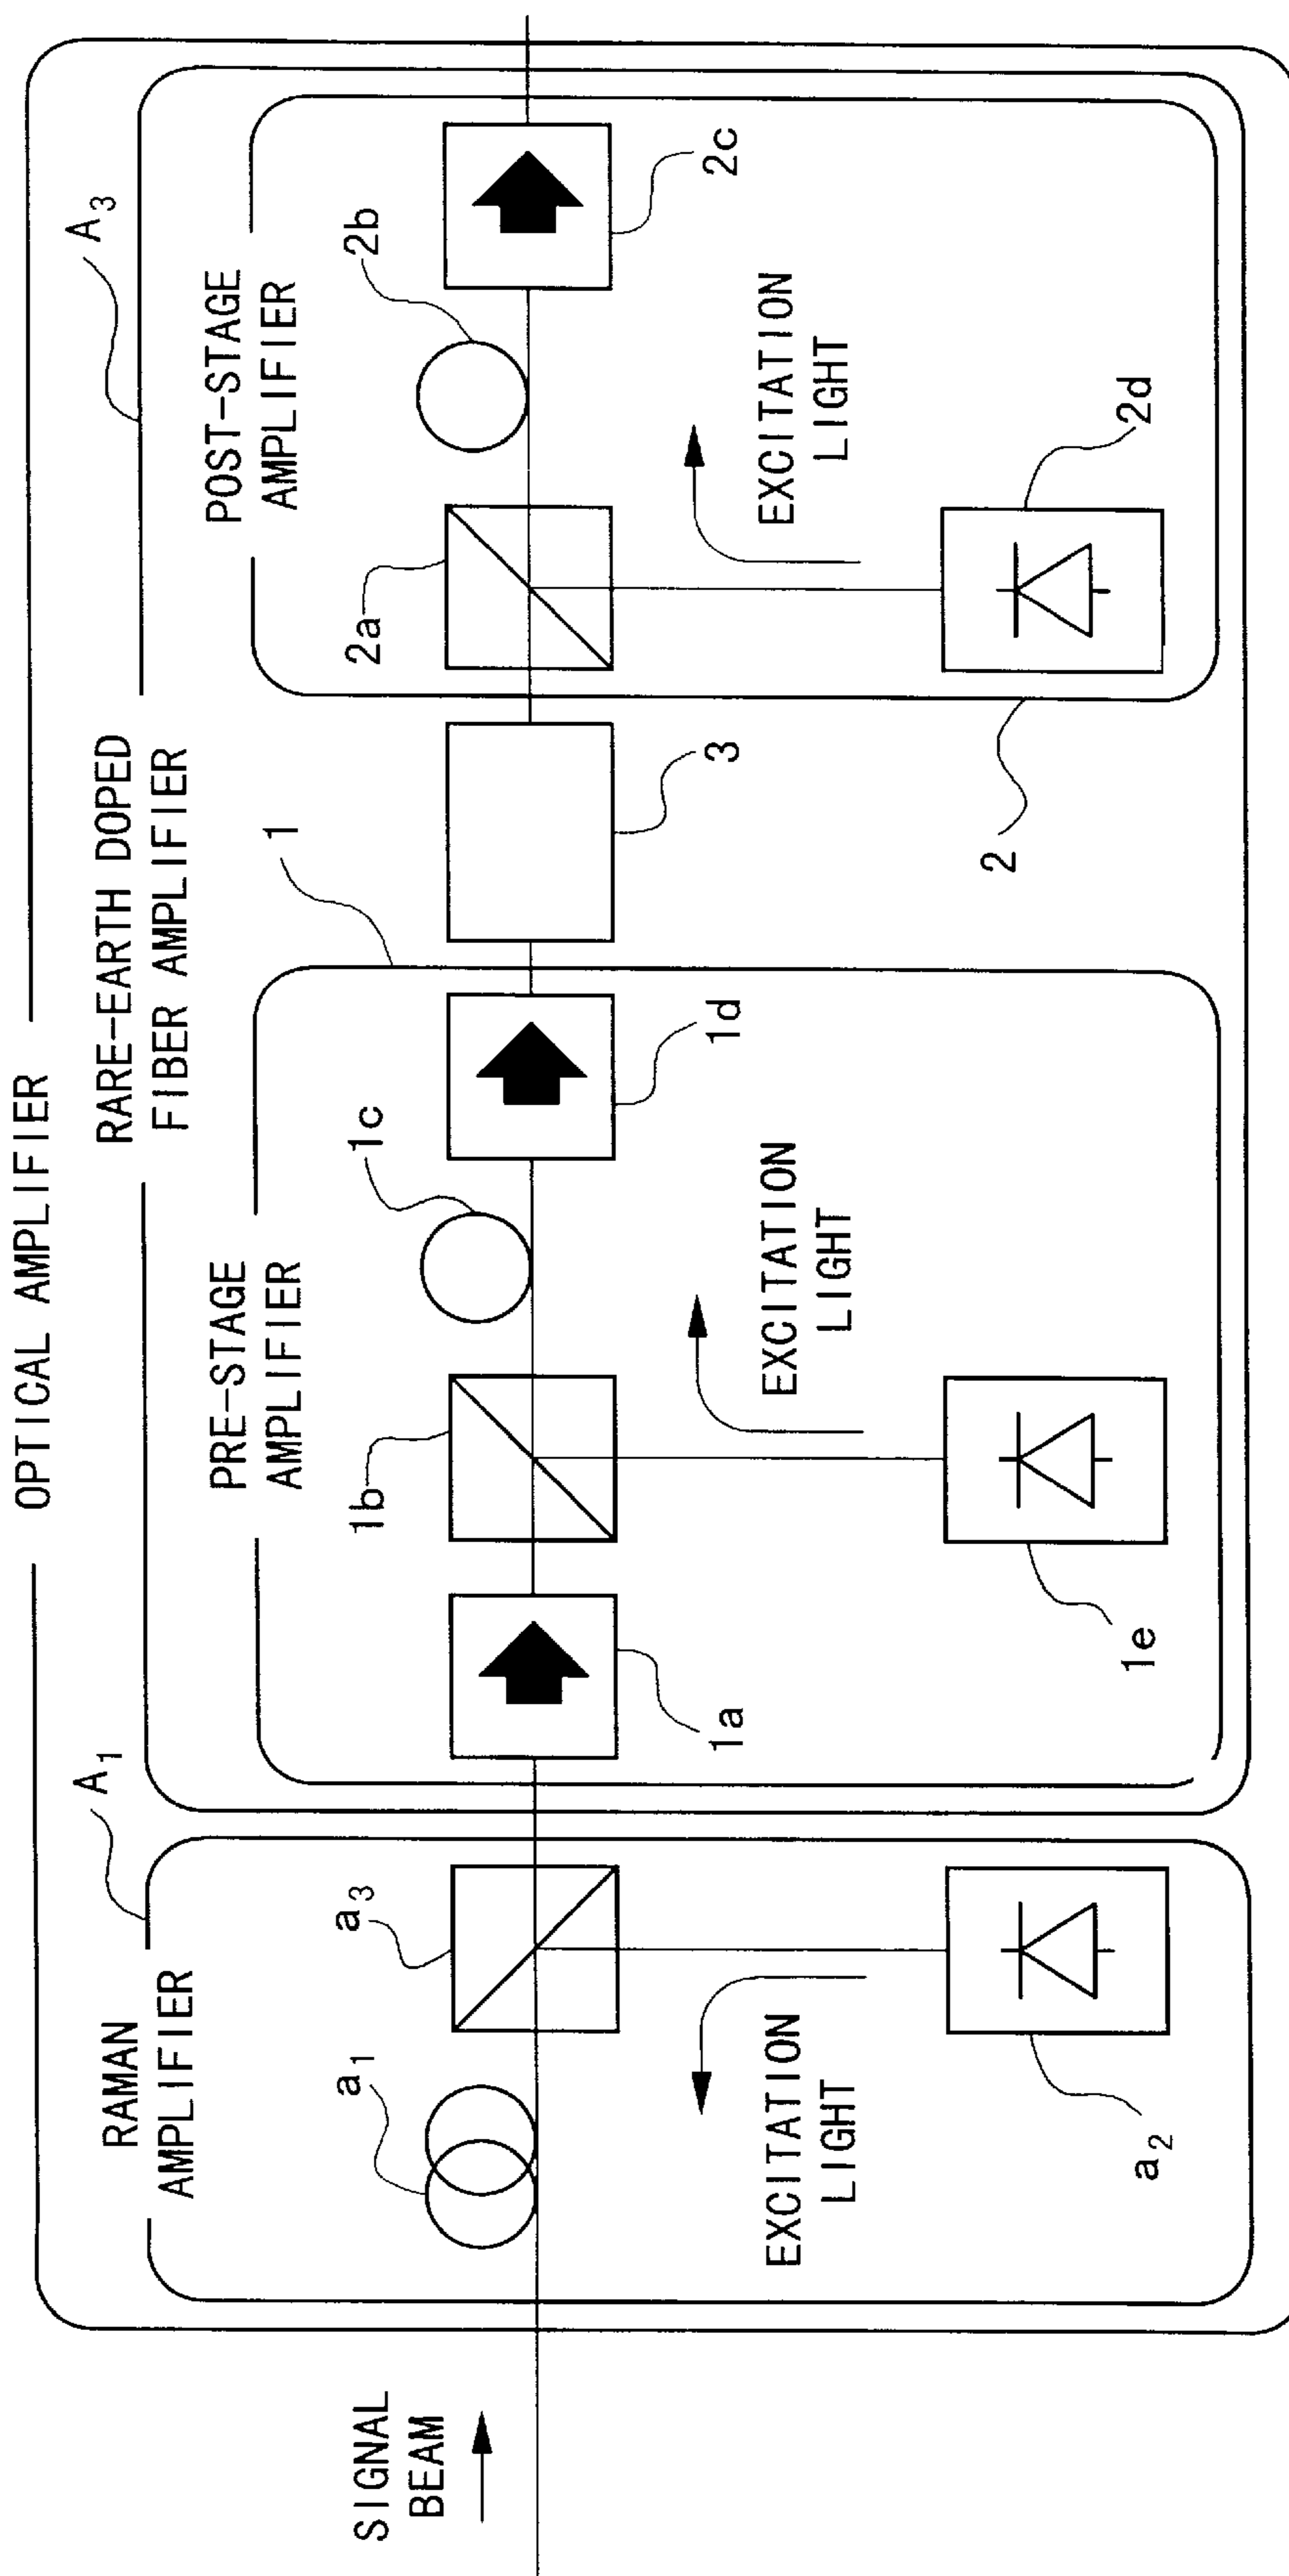 OPTICAL AMPLIFIER
RARE-EARTH DOPED
FIBER AMPLIFIER
A3
A1
RAMAN
AMPLIFIER
PRE-STAGE
AMPLIFIER
1
POST-STAGE
AMPLIFIER
SIGNAL
BEAM
a1
a3
1b
1c
2a
2b
1a
1d
3
2c
EXCITATION
LIGHT
EXCITATION
LIGHT
EXCITATION
LIGHT
a2
1e
2
2d